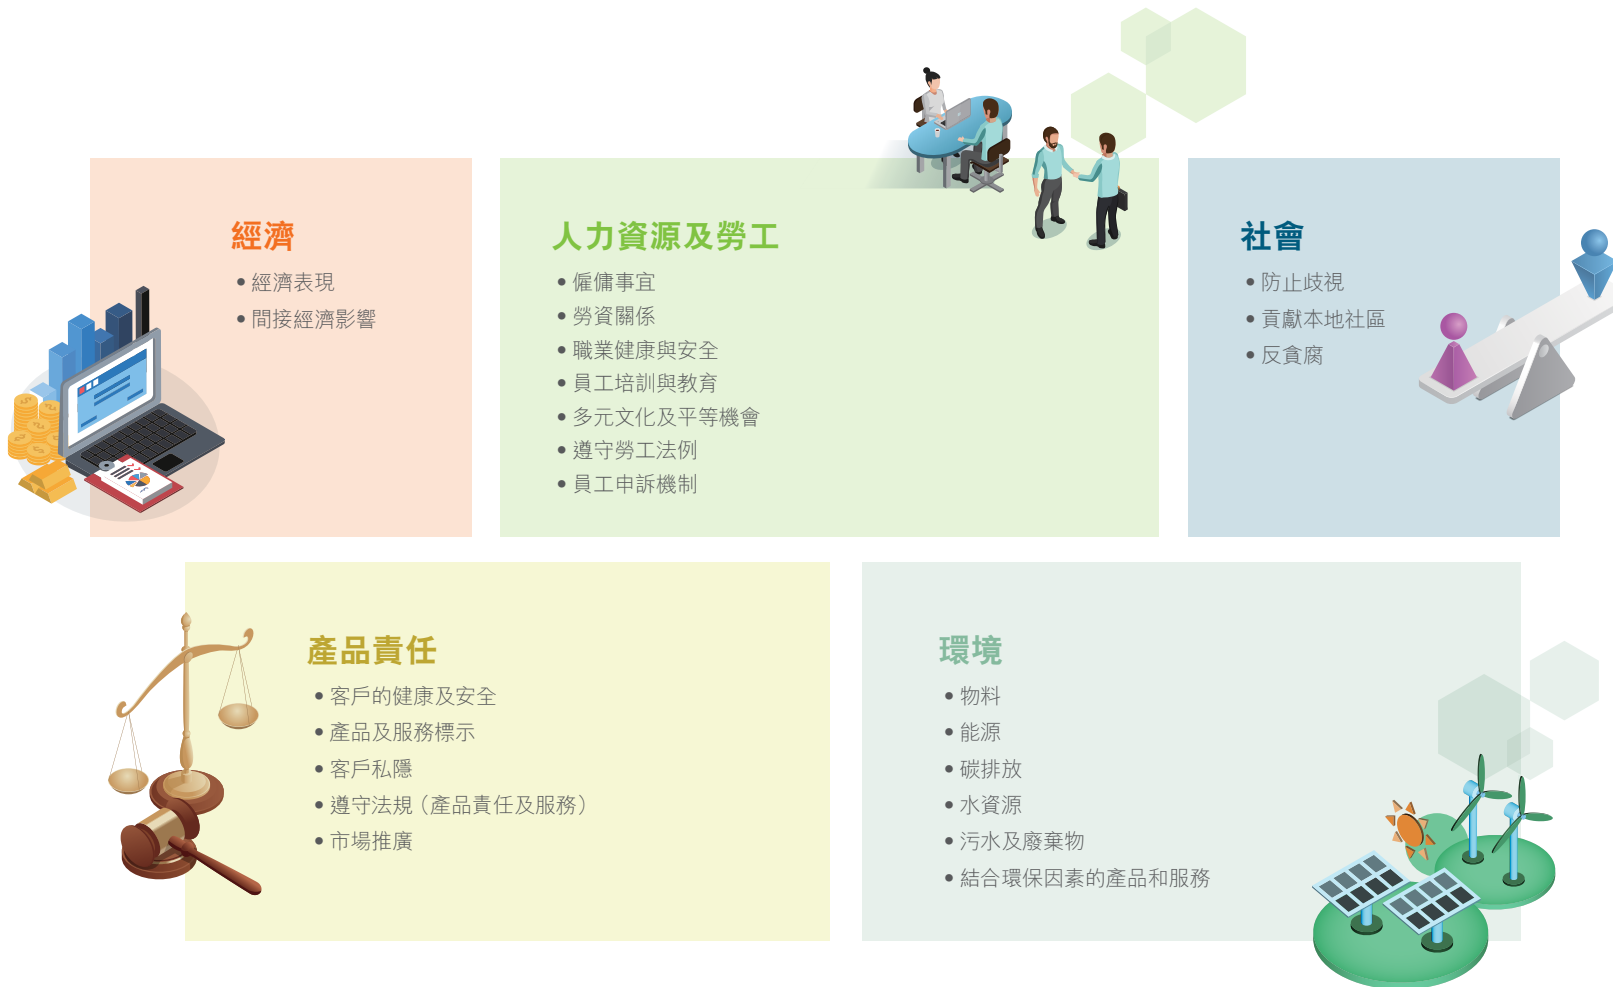 經濟
• 經濟表現
• 間接經濟影響
人力資源及勞工
• 僱傭事宜
• 勞資關係
• 職業健康與安全
• 員工培訓與教育
• 多元文化及平等機會
• 遵守勞工法例
• 員工申訴機制
社會
• 防止歧視
• 貢獻本地社區
• 反貪腐
產品責任
• 客戶的健康及安全
• 產品及服務標示
• 客戶私隱
• 遵守法規（產品責任及服務）
• 市場推廣
環境
• 物料
• 能源
• 碳排放
• 水資源
• 污水及廢棄物
• 結合環保因素的產品和服務